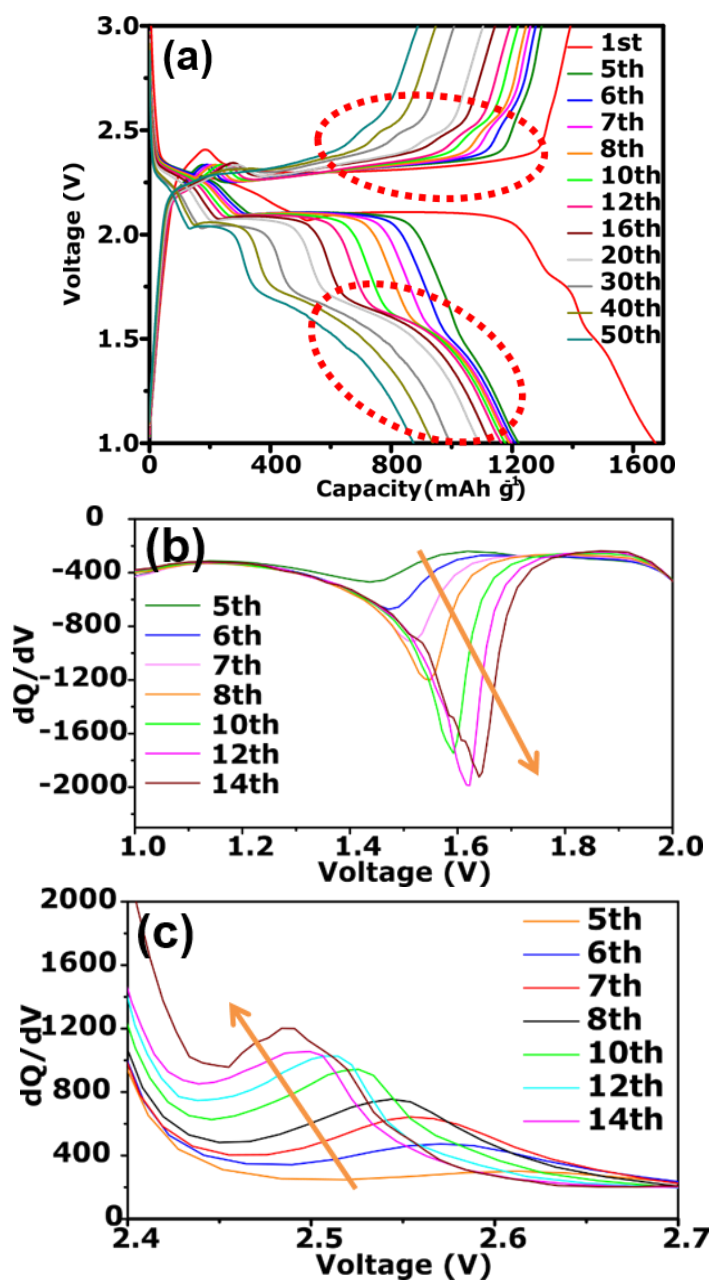 (a)
3.0
2.5
2.0
1.5
1.0
Voltage (V)
1st
5th
6th
7th
8th
10th
12th
16th
20th
30th
40th
50th
0 400 800 1200 1600
Capacity(mAh g-1)
(b)
0
-400
-800
-1200
-1600
-2000
dQ/dV
5th
6th
7th
8th
10th
12th
14th
1.0 1.2 1.4 1.6 1.8 2.0
Voltage (V)
(c)
2000
1600
1200
800
400
0
dQ/dV
5th
6th
7th
8th
10th
12th
14th
2.4 2.5 2.6 2.7
Voltage (V)